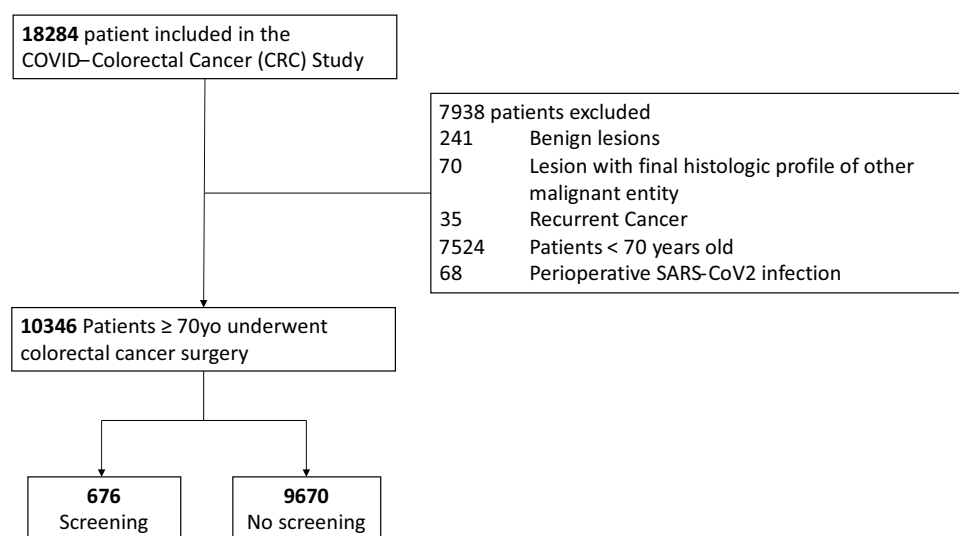 18284 patient included in the
COVID–Colorectal Cancer (CRC) Study
7938 patients excluded
241 Benign lesions
70 Lesion with final histologic profile of other
malignant entity
35 Recurrent Cancer
7524 Patients < 70 years old
68 Perioperative SARS-CoV2 infection
10346 Patients ≥ 70yo underwent
colorectal cancer surgery
676
Screening
9670
No screening